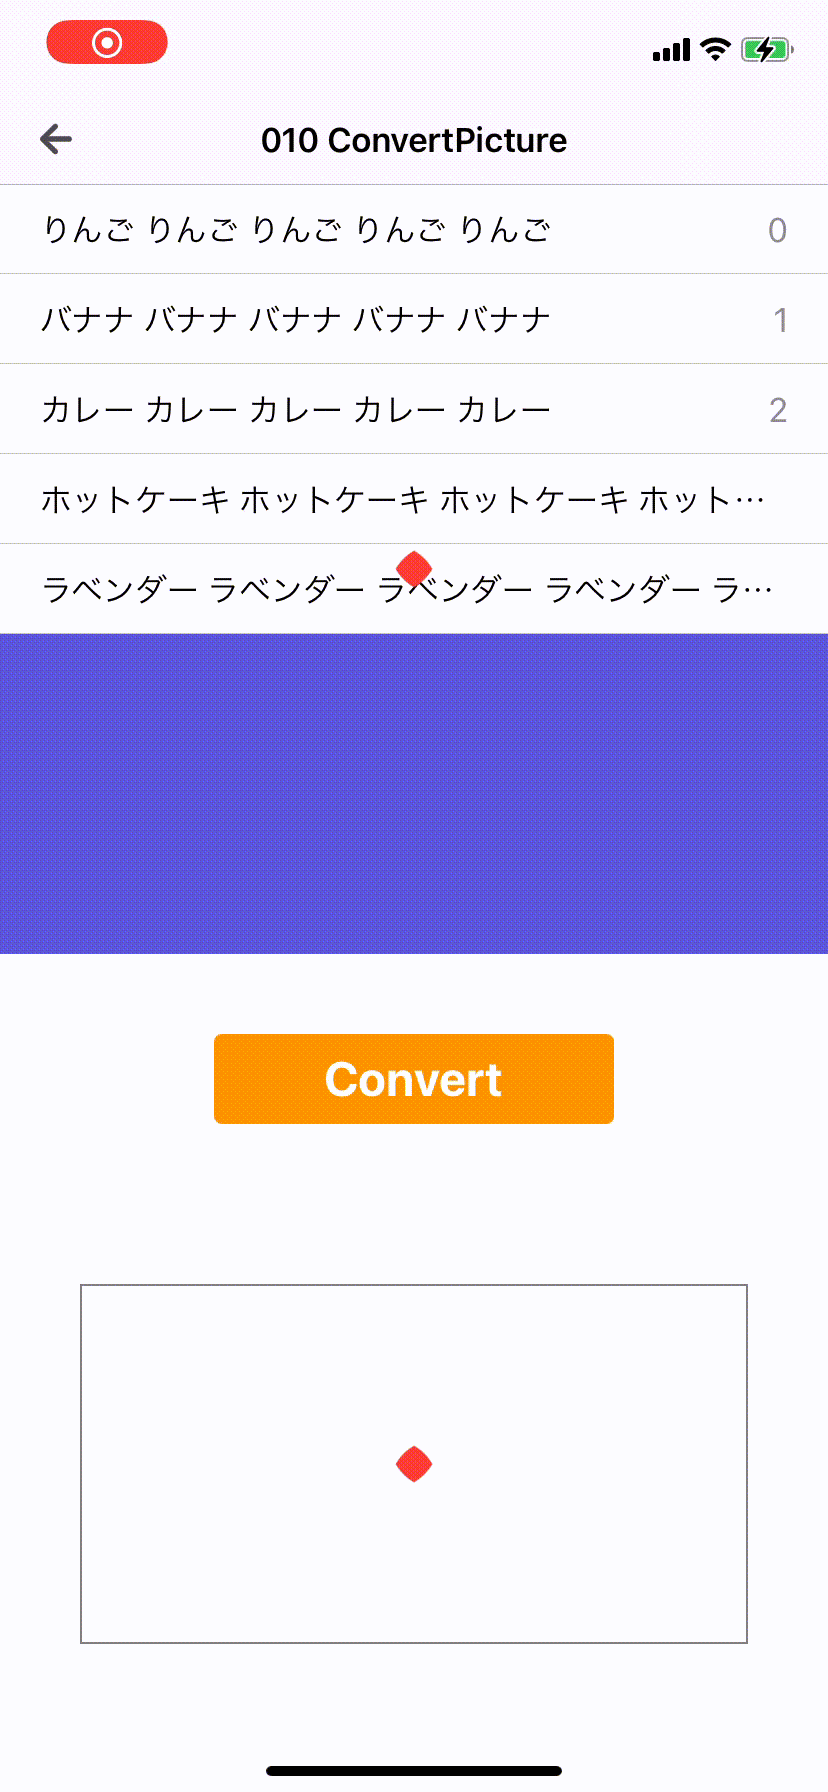 010 ConvertPicture
りんご りんご りんご りんご りんご 0
バナナ バナナ バナナ バナナ バナナ 1
カレー カレー カレー カレー カレー 2
ホットケーキ ホットケーキ ホットケーキ ホット…
ラベンダー ラベンダー ラベンダー ラベンダー ラ…
Convert